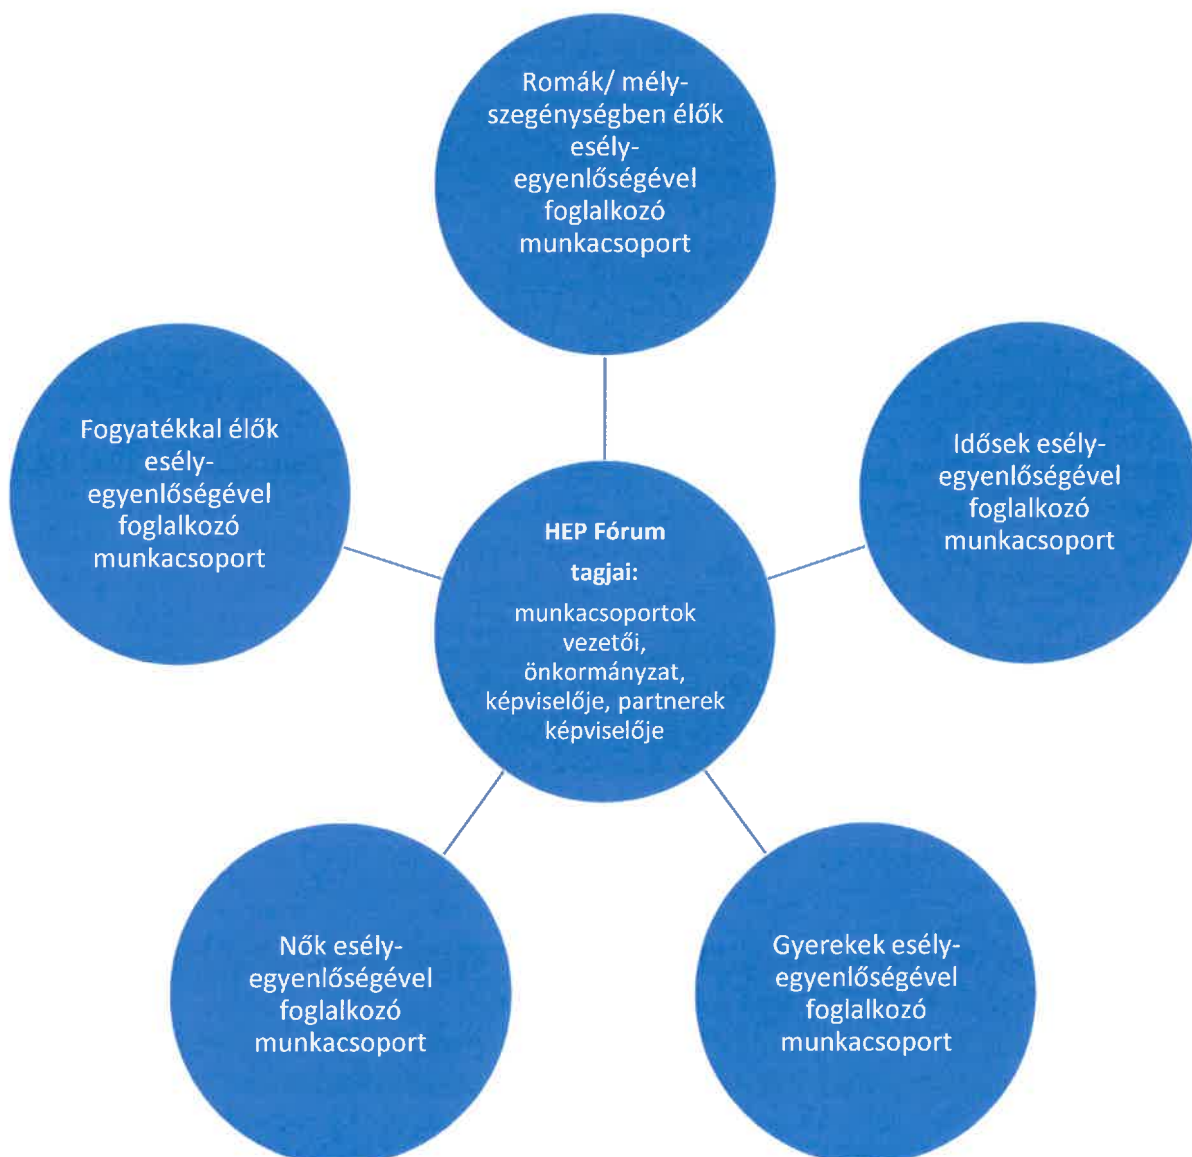 Romák/ mély-
szegénységben élők
esély-
egyenlőségével
foglalkozó
munkacsoport
Fogyatékkal élők
esély-
egyenlőségével
foglalkozó
munkacsoport
Idősek esély-
egyenlőségével
foglalkozó
munkacsoport
HEP Fórum
tagjai:
munkacsoportok
vezetői,
önkormányzat,
képviselője, partnerek
képviselője
Nők esély-
egyenlőségével
foglalkozó
munkacsoport
Gyerekek esély-
egyenlőségével
foglalkozó
munkacsoport